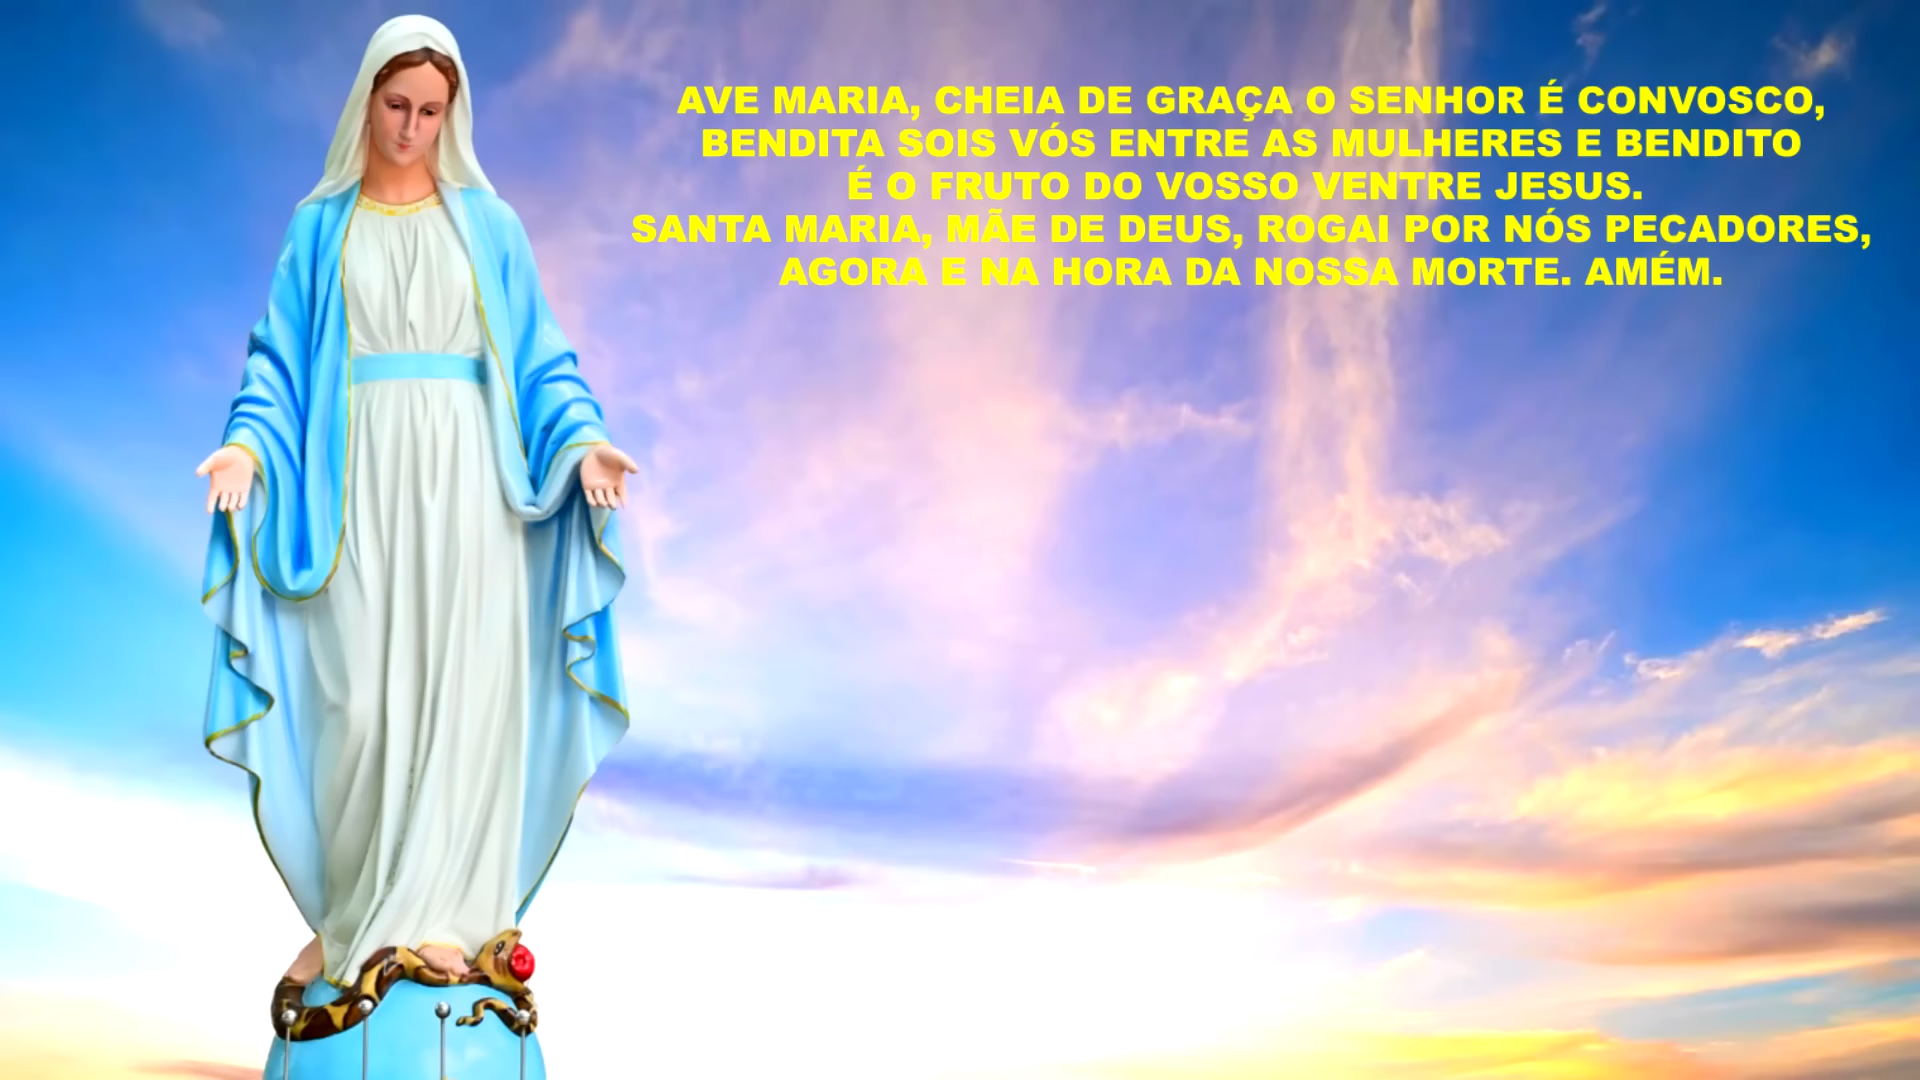 AVE MARIA, CHEIA DE GRAÇA O SENHOR É CONVOSCO,
BENDITA SOIS VÓS ENTRE AS MULHERES E BENDITO
É O FRUTO DO VOSSO VENTRE JESUS.
SANTA MARIA, MÃE DE DEUS, ROGAI POR NÓS PECADORES,
AGORA E NA HORA DA NOSSA MORTE. AMÉM.